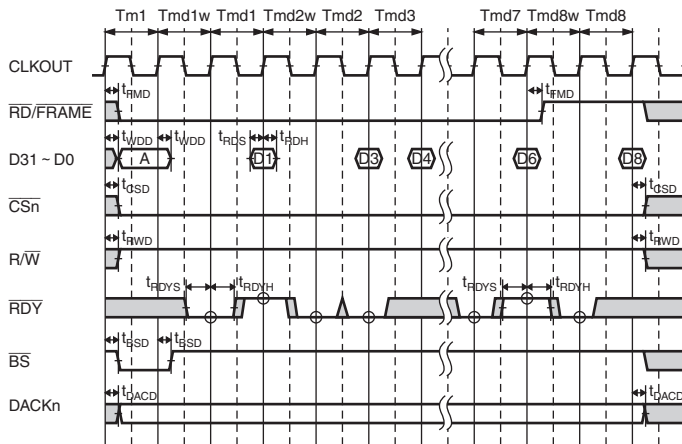 Tm1 Tmd1w Tmd1 Tmd2w Tmd2 Tmd3 Tmd7 Tmd8w Tmd8
CLKOUT
tFMD tFMD
RD/FRAME
tWDD tWDD tRDS tRDH
D31 ~ D0 A D1 D3 D4 D6 D8
tCSD tCSD
CSn
tRWD tRWD
R/W
tRDYS tRDYH tRDYS tRDYH
RDY
tBSD tBSD
BS
tDACD tDACD
DACKn